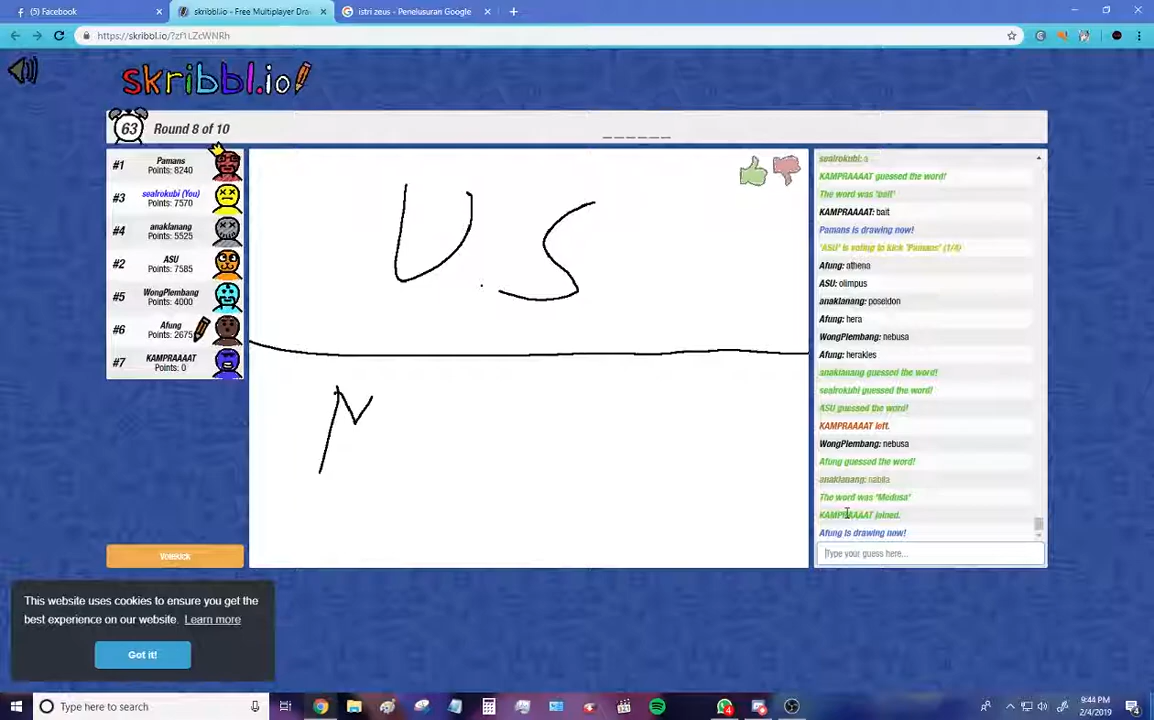 (5) Facebook
skribbl.io - Free Multiplayer Dra
istri zeus - Penelusuran Google
https://skribbl.io/?zf1LZcWNRh
skribbl.io
63
Round 8 of 10
______
#1
Pamans
Points: 8240
#3
sealrokubi (You)
Points: 7570
#4
anaklanang
Points: 5525
#2
ASU
Points: 7585
#5
WongPlembang
Points: 4000
#6
Afung
Points: 2675
#7
KAMPRAAAAT
Points: 0
Votekick
U.S
N
sealrokubi: a
KAMPRAAAAT guessed the word!
The word was 'bait'
KAMPRAAAAT: bait
Pamans is drawing now!
'ASU' is voting to kick 'Pamans' (1/4)
Afung: athena
ASU: olimpus
anaklanang: poseidon
Afung: hera
WongPlembang: nebusa
Afung: herakles
anaklanang guessed the word!
sealrokubi guessed the word!
ASU guessed the word!
KAMPRAAAAT left.
WongPlembang: nebusa
Afung guessed the word!
anaklanang: nabila
The word was 'Medusa'
KAMPRAAAAT joined.
Afung is drawing now!
Type your guess here...
This website uses cookies to ensure you get the
best experience on our website. Learn more
Got it!
Type here to search
4
9:44 PM
2/4/2019
4